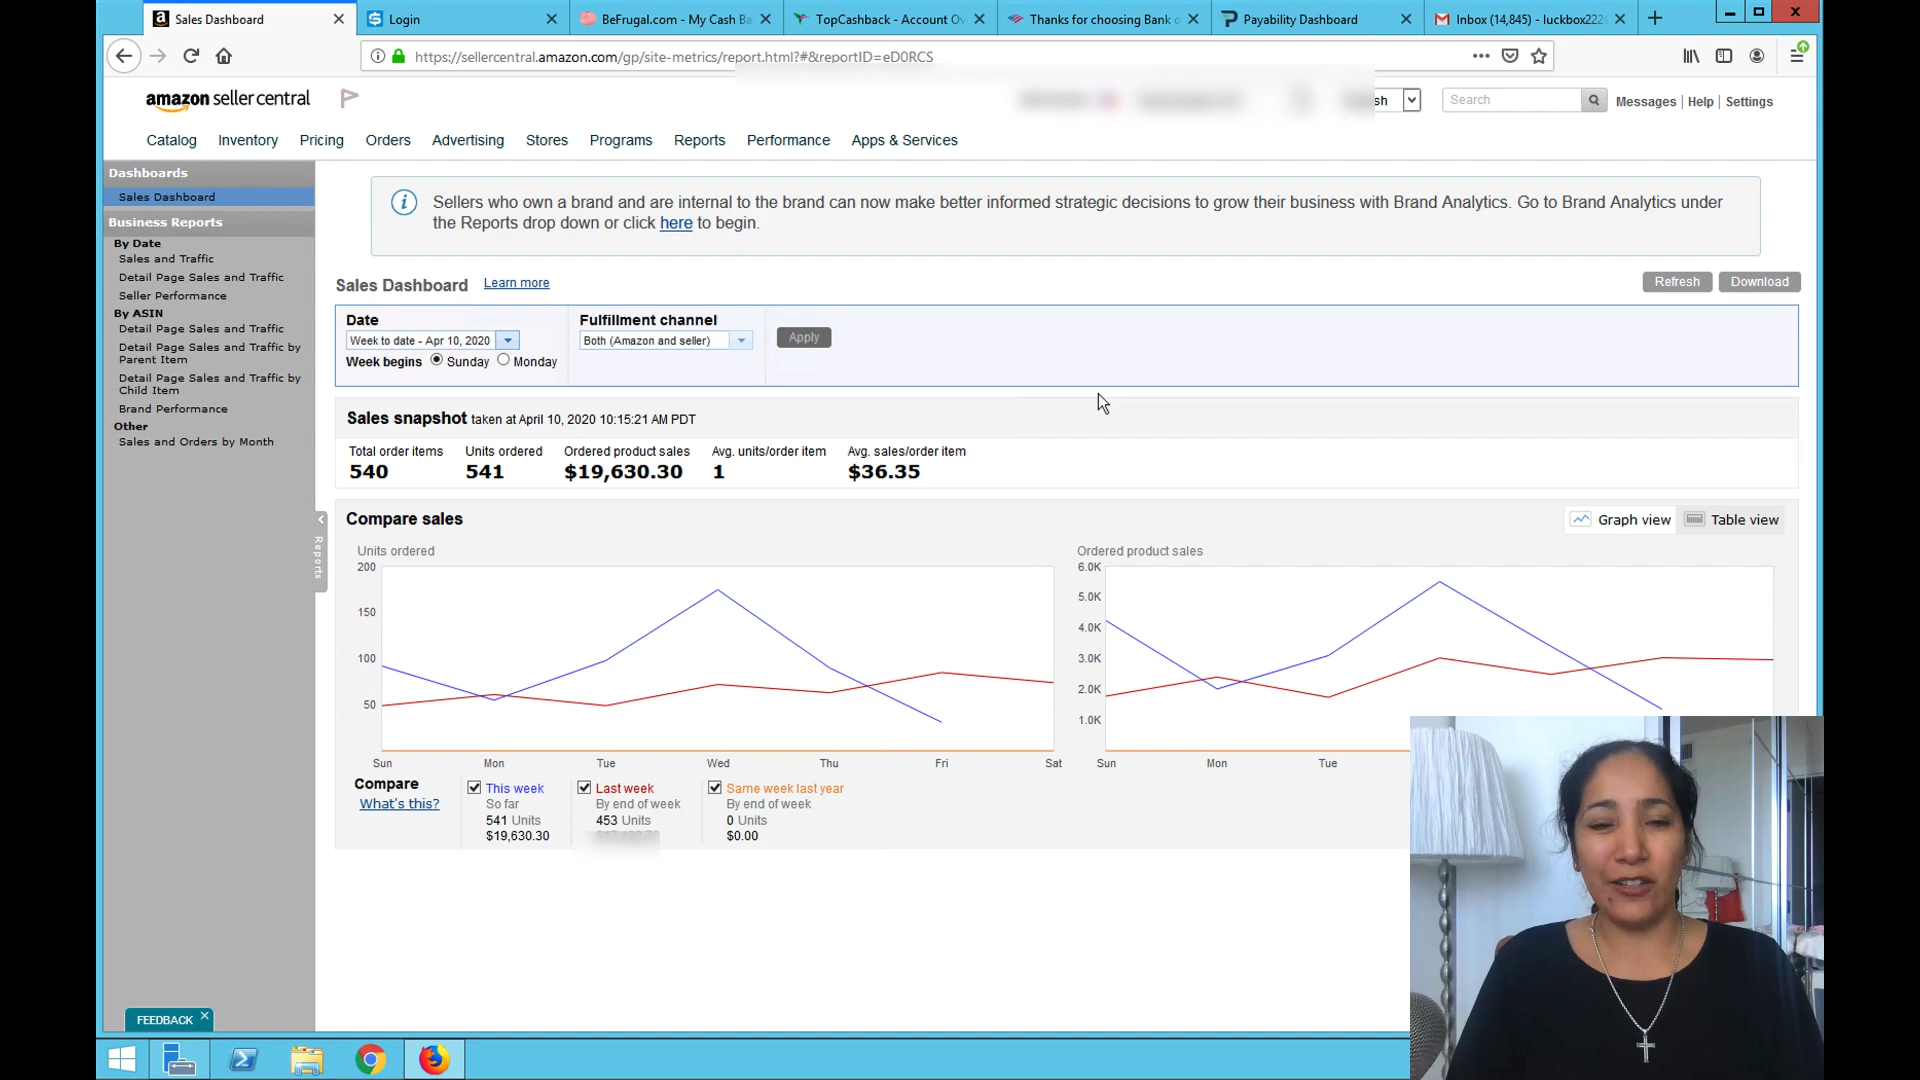 Sales Dashboard
Login
BeFrugal.com - My Cash Ba
TopCashback - Account Ov
Thanks for choosing Bank o
Payability Dashboard
Inbox (14,845) - luckbox222
https://sellercentral.amazon.com/gp/site-metrics/report.html?#&reportID=eD0RCS
amazon seller central
sh
Search
Messages | Help | Settings
Catalog Inventory Pricing Orders Advertising Stores Programs Reports Performance Apps & Services
Dashboards
Sales Dashboard
Business Reports
By Date
Sales and Traffic
Detail Page Sales and Traffic
Seller Performance
By ASIN
Detail Page Sales and Traffic
Detail Page Sales and Traffic by
Parent Item
Detail Page Sales and Traffic by
Child Item
Brand Performance
Other
Sales and Orders by Month
Reports
FEEDBACK
Sellers who own a brand and are internal to the brand can now make better informed strategic decisions to grow their business with Brand Analytics. Go to Brand Analytics under
the Reports drop down or click here to begin.
Sales Dashboard Learn more
Refresh Download
Date
Week to date - Apr 10, 2020
Week begins Sunday Monday
Fulfillment channel
Both (Amazon and seller)
Apply
Sales snapshot taken at April 10, 2020 10:15:21 AM PDT
Total order items Units ordered Ordered product sales Avg. units/order item Avg. sales/order item
540 541 $19,630.30 1 $36.35
Compare sales
Graph view Table view
Units ordered
200
150
100
50
Sun Mon Tue Wed Thu Fri Sat
Ordered product sales
6.0K
5.0K
4.0K
3.0K
2.0K
1.0K
Sun Mon Tue
Compare
What's this?
This week
So far
541 Units
$19,630.30
Last week
By end of week
453 Units
Same week last year
By end of week
0 Units
$0.00